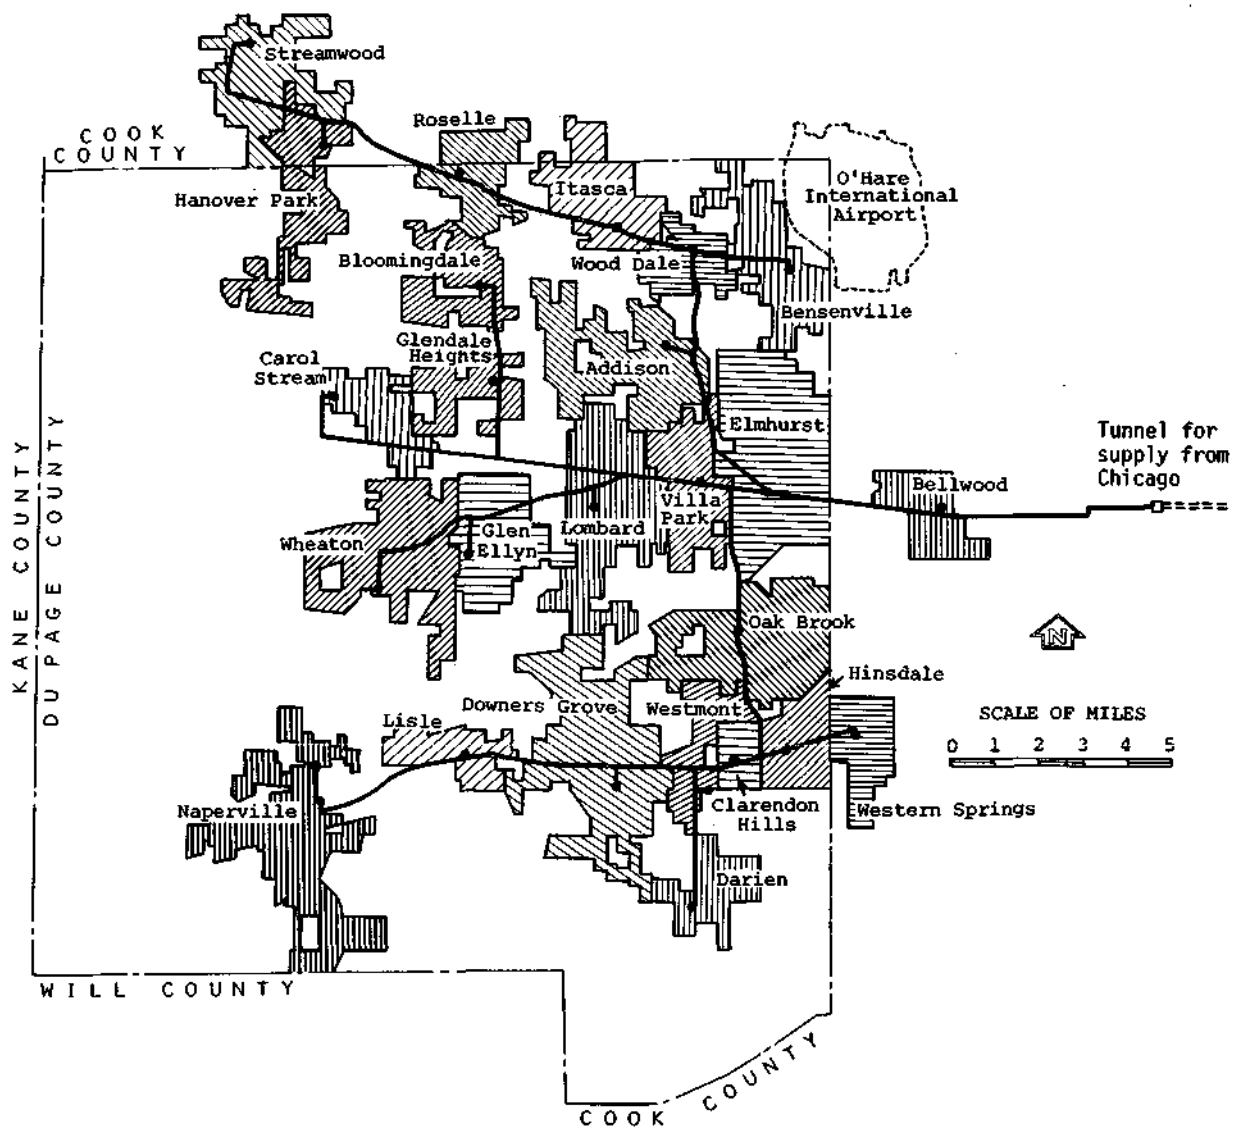 Streamwood
COOK
COUNTY
Roselle
O'Hare
International
Airport
Itasca
Hanover Park
Bloomingdale
Wood Dale
Bensenville
Glendale
Heights
Carol
Stream
Addison
Elmhurst
Tunnel for
supply from
Chicago
Bellwood
Villa
Park
Lombard
Glen
Ellyn
Wheaton
KANE COUNTY
DU PAGE COUNTY
Oak Brook
N
Hinsdale
Downers Grove
Westmont
Lisle
SCALE OF MILES
0 1 2 3 4 5
Naperville
Clarendon
Hills
Western Springs
Darien
WILL COUNTY
COOK COUNTY